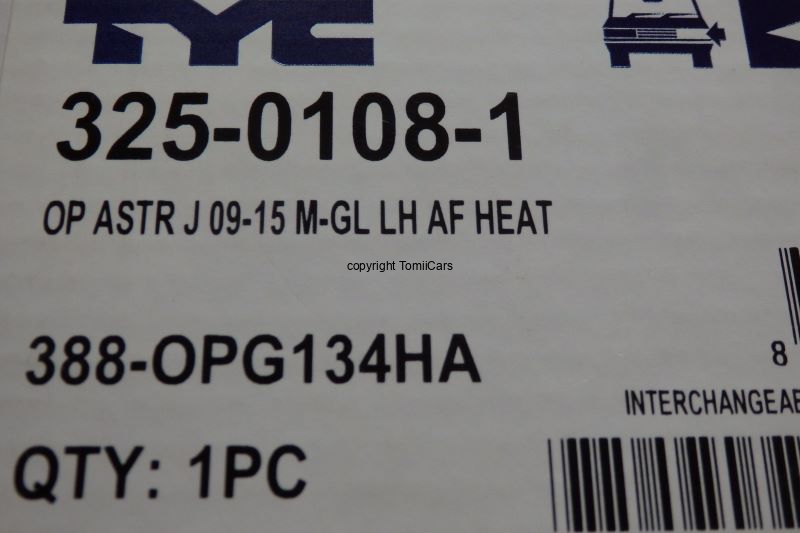 TYC
325-0108-1
OP ASTR J 09-15 M-GL LH AF HEAT
copyright TomiiCars
388-OPG134HA
8
INTERCHANGEAB
QTY: 1PC